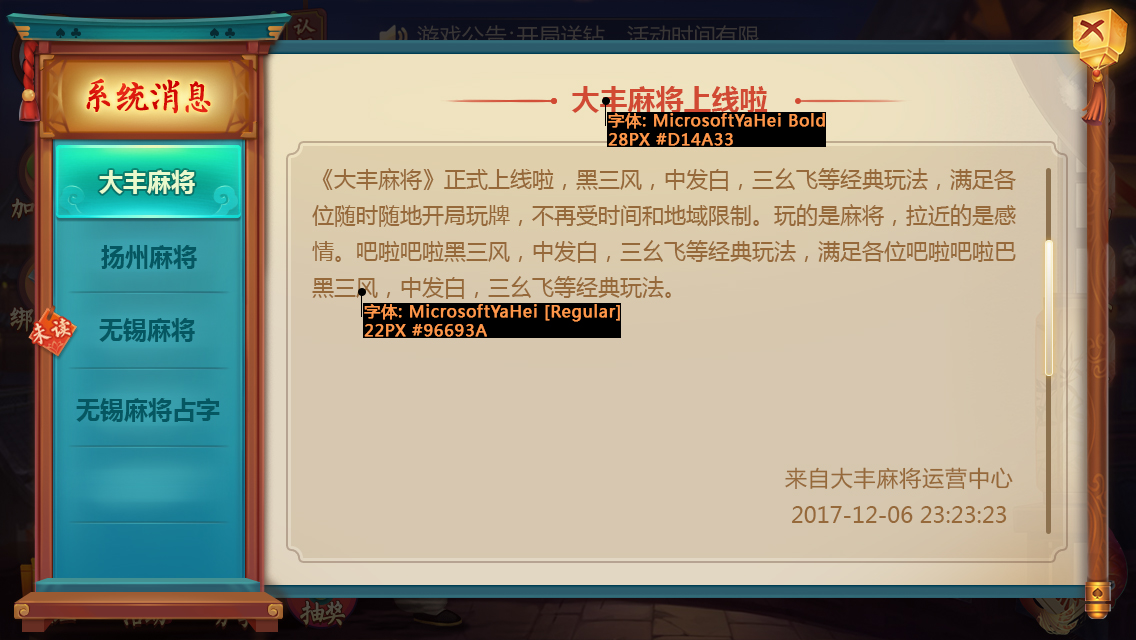 游戏公告:开局送钻，活动时间有限
系统消息
大丰麻将
扬州麻将
无锡麻将
未读
无锡麻将占字
大丰麻将上线啦
字体: MicrosoftYaHei Bold
28PX #D14A33
《大丰麻将》正式上线啦，黑三风，中发白，三幺飞等经典玩法，满足各
位随时随地开局玩牌，不再受时间和地域限制。玩的是麻将，拉近的是感
情。吧啦吧啦黑三风，中发白，三幺飞等经典玩法，满足各位吧啦吧啦巴
黑三风，中发白，三幺飞等经典玩法。
字体: MicrosoftYaHei [Regular]
22PX #96693A
来自大丰麻将运营中心
2017-12-06 23:23:23
加
绑
活动
抽奖